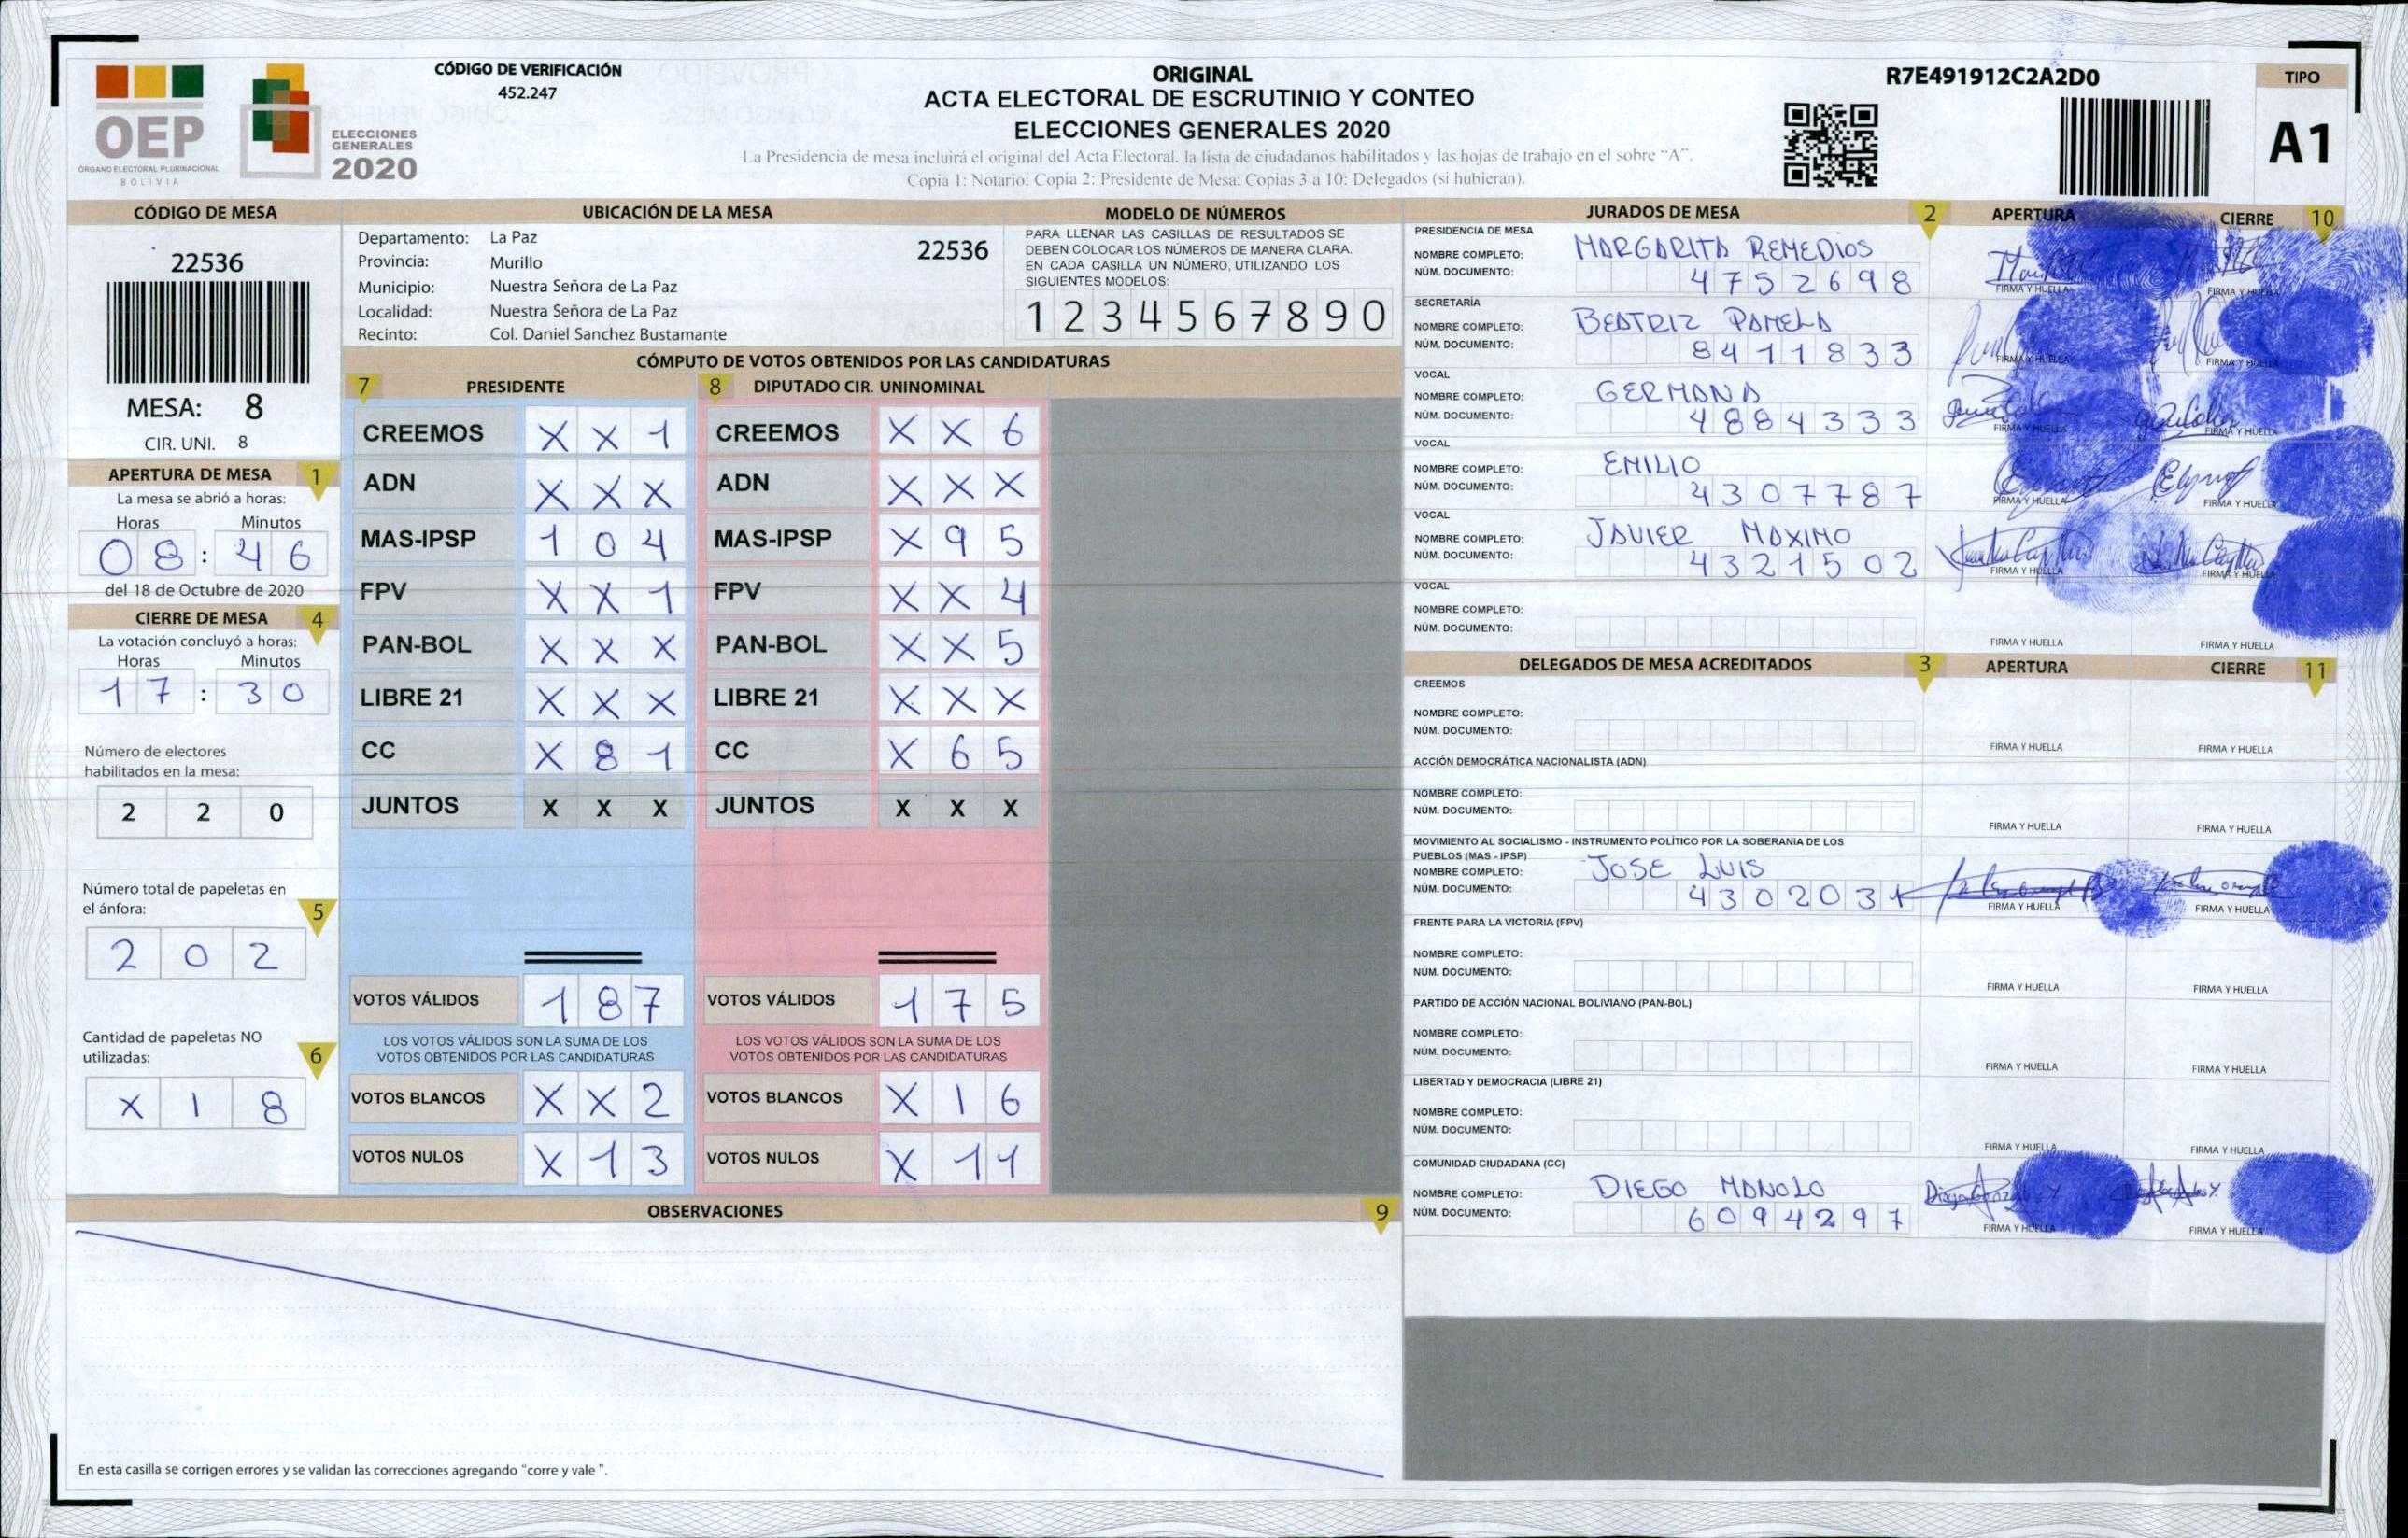 CÓDIGO DE VERIFICACIÓN
452.247
OEP
ÓRGANO ELECTORAL PLURINACIONAL
BOLIVIA
ELECCIONES
GENERALES
2020
ORIGINAL
ACTA ELECTORAL DE ESCRUTINIO Y CONTEO
ELECCIONES GENERALES 2020
La Presidencia de mesa incluirá el original del Acta Electoral, la lista de ciudadanos habilitados y las hojas de trabajo en el sobre "A".
Copia 1: Notario; Copia 2: Presidente de Mesa; Copias 3 a 10: Delegados (si hubieran).
R7E491912C2A2D0
TIPO
A1
CÓDIGO DE MESA
22536
MESA: 8
CIR. UNI. 8
APERTURA DE MESA 1
La mesa se abrió a horas:
Horas Minutos
08 : 46
del 18 de Octubre de 2020
CIERRE DE MESA 4
La votación concluyó a horas:
Horas Minutos
17 : 30
Número de electores
habilitados en la mesa:
2 2 0
Número total de papeletas en
el ánfora: 5
2 0 2
Cantidad de papeletas NO
utilizadas: 6
X 1 8
UBICACIÓN DE LA MESA
Departamento: La Paz 22536
Provincia: Murillo
Municipio: Nuestra Señora de La Paz
Localidad: Nuestra Señora de La Paz
Recinto: Col. Daniel Sanchez Bustamante
MODELO DE NÚMEROS
PARA LLENAR LAS CASILLAS DE RESULTADOS SE
DEBEN COLOCAR LOS NÚMEROS DE MANERA CLARA.
EN CADA CASILLA UN NÚMERO, UTILIZANDO LOS
SIGUIENTES MODELOS:
1 2 3 4 5 6 7 8 9 0
CÓMPUTO DE VOTOS OBTENIDOS POR LAS CANDIDATURAS
7 PRESIDENTE 8 DIPUTADO CIR. UNINOMINAL
CREEMOS X X 1 CREEMOS X X 6
ADN X X X ADN X X X
MAS-IPSP 1 0 4 MAS-IPSP X 9 5
FPV X X 1 FPV X X 4
PAN-BOL X X X PAN-BOL X X 5
LIBRE 21 X X X LIBRE 21 X X X
CC X 8 1 CC X 6 5
JUNTOS X X X JUNTOS X X X
VOTOS VÁLIDOS 1 8 7 VOTOS VÁLIDOS 1 7 5
LOS VOTOS VÁLIDOS SON LA SUMA DE LOS LOS VOTOS VÁLIDOS SON LA SUMA DE LOS
VOTOS OBTENIDOS POR LAS CANDIDATURAS VOTOS OBTENIDOS POR LAS CANDIDATURAS
VOTOS BLANCOS X X 2 VOTOS BLANCOS X 1 6
VOTOS NULOS X 1 3 VOTOS NULOS X 1 1
OBSERVACIONES 9
En esta casilla se corrigen errores y se validan las correcciones agregando "corre y vale ".
JURADOS DE MESA 2 APERTURA CIERRE 10
PRESIDENCIA DE MESA
NOMBRE COMPLETO: MARGARITA REMEDIOS
NÚM. DOCUMENTO: 4752698
FIRMA Y HUELLA FIRMA Y HUELLA
SECRETARÍA
NOMBRE COMPLETO: BEATRIZ PAMELA
NÚM. DOCUMENTO: 8411833
FIRMA Y HUELLA FIRMA Y HUELLA
VOCAL
NOMBRE COMPLETO: GERMANA
NÚM. DOCUMENTO: 4884333
FIRMA Y HUELLA FIRMA Y HUELLA
VOCAL
NOMBRE COMPLETO: EMILIO
NÚM. DOCUMENTO: 4307787
FIRMA Y HUELLA FIRMA Y HUELLA
VOCAL
NOMBRE COMPLETO: JAVIER MAXIMO
NÚM. DOCUMENTO: 4321502
FIRMA Y HUELLA FIRMA Y HUELLA
VOCAL
NOMBRE COMPLETO:
NÚM. DOCUMENTO:
FIRMA Y HUELLA FIRMA Y HUELLA
DELEGADOS DE MESA ACREDITADOS 3 APERTURA CIERRE 11
CREEMOS
NOMBRE COMPLETO:
NÚM. DOCUMENTO:
FIRMA Y HUELLA FIRMA Y HUELLA
ACCIÓN DEMOCRÁTICA NACIONALISTA (ADN)
NOMBRE COMPLETO:
NÚM. DOCUMENTO:
FIRMA Y HUELLA FIRMA Y HUELLA
MOVIMIENTO AL SOCIALISMO - INSTRUMENTO POLÍTICO POR LA SOBERANIA DE LOS
PUEBLOS (MAS - IPSP)
NOMBRE COMPLETO: JOSE LUIS
NÚM. DOCUMENTO: 4302031
FIRMA Y HUELLA FIRMA Y HUELLA
FRENTE PARA LA VICTORIA (FPV)
NOMBRE COMPLETO:
NÚM. DOCUMENTO:
FIRMA Y HUELLA FIRMA Y HUELLA
PARTIDO DE ACCIÓN NACIONAL BOLIVIANO (PAN-BOL)
NOMBRE COMPLETO:
NÚM. DOCUMENTO:
FIRMA Y HUELLA FIRMA Y HUELLA
LIBERTAD Y DEMOCRACIA (LIBRE 21)
NOMBRE COMPLETO:
NÚM. DOCUMENTO:
FIRMA Y HUELLA FIRMA Y HUELLA
COMUNIDAD CIUDADANA (CC)
NOMBRE COMPLETO: DIEGO MANOLO
NÚM. DOCUMENTO: 6094297
FIRMA Y HUELLA FIRMA Y HUELLA